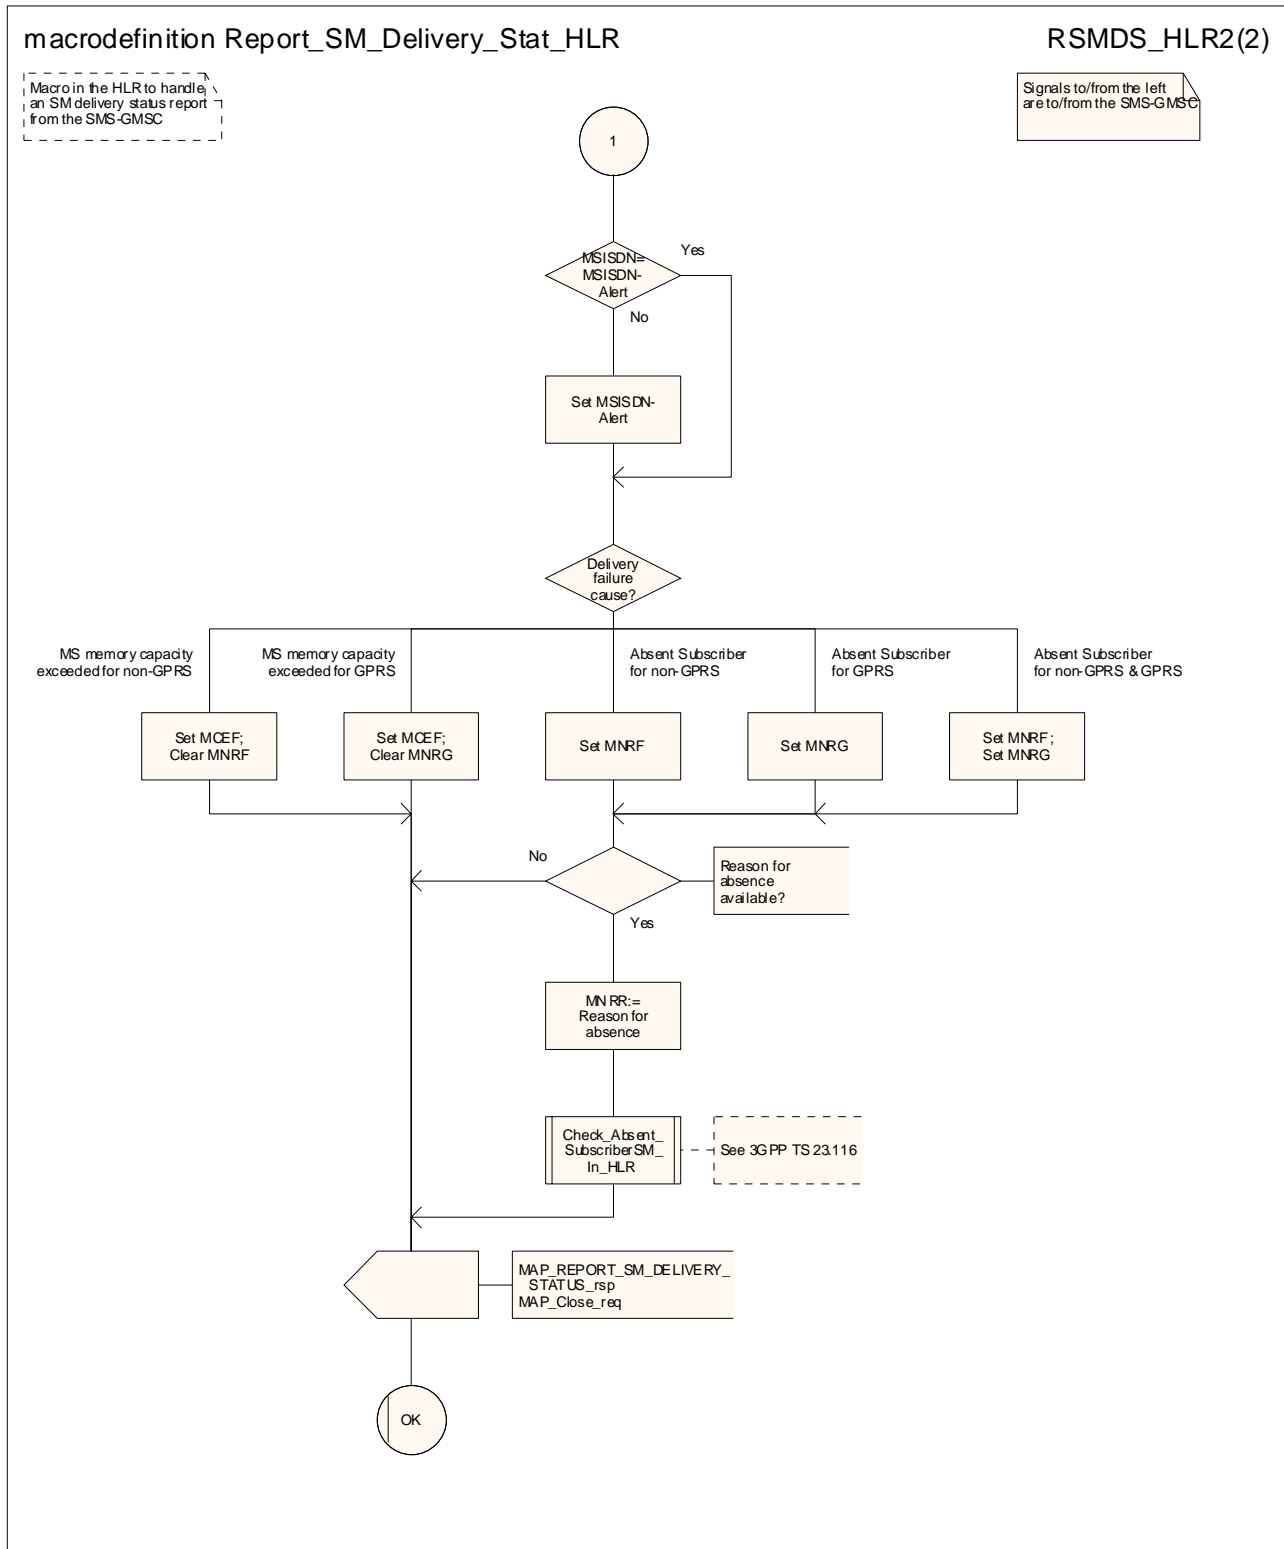 macrodefinition Report_SM_Delivery_Stat_HLR
RSMDS_HLR2(2)
Macro in the HLR to handle
an SM delivery status report
from the SMS-GMSC
Signals to/from the left
are to/from the SMS-GMSC
1
MSISDN=
MSISDN-
Alert
Yes
No
Set MSISDN-
Alert
Delivery
failure
cause?
MS memory capacity
exceeded for non-GPRS
MS memory capacity
exceeded for GPRS
Absent Subscriber
for non-GPRS
Absent Subscriber
for GPRS
Absent Subscriber
for non-GPRS & GPRS
Set MCEF;
Clear MNRF
Set MCEF;
Clear MNRG
Set MNRF
Set MNRG
Set MNRF;
Set MNRG
No
Reason for
absence
available?
Yes
MNRR:=
Reason for
absence
Check_Absent_
SubscriberSM_
In_HLR
See 3GPP TS 23.116
MAP_REPORT_SM_DELIVERY_
STATUS_rsp
MAP_Close_req
OK